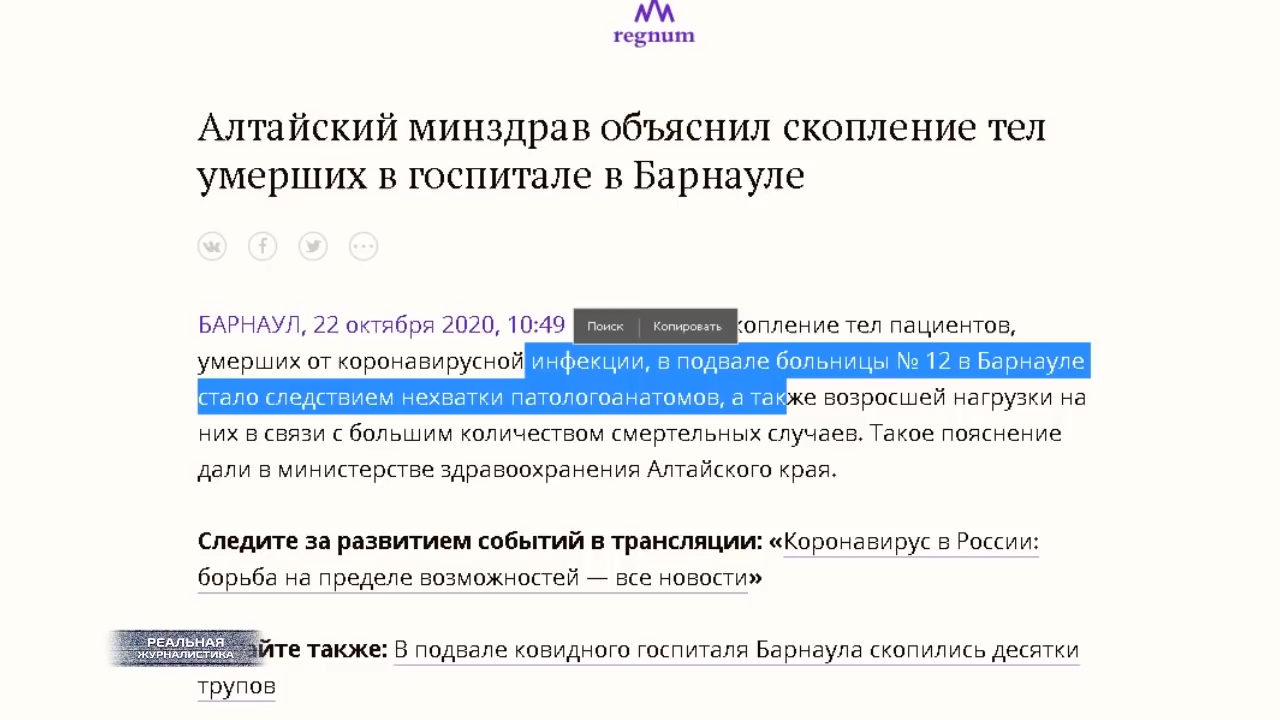 regnum
Алтайский минздрав объяснил скопление тел
умерших в госпитале в Барнауле
БАРНАУЛ, 22 октября 2020, 10:49 Поиск Копировать копление тел пациентов,
умерших от коронавирусной инфекции, в подвале больницы № 12 в Барнауле
стало следствием нехватки патологоанатомов, а также возросшей нагрузки на
них в связи с большим количеством смертельных случаев. Такое пояснение
дали в министерстве здравоохранения Алтайского края.
Следите за развитием событий в трансляции: «Коронавирус в России:
борьба на пределе возможностей — все новости»
РЕАЛЬНАЯ
ЖУРНАЛИСТИКА
йте также: В подвале ковидного госпиталя Барнаула скопились десятки
трупов